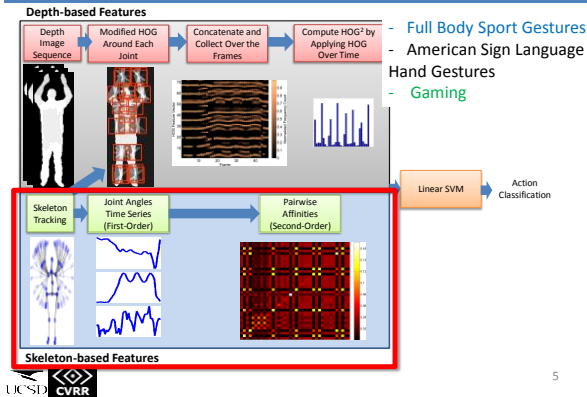 Depth-based Features
Depth
Image
Sequence
Modified HOG
Around Each
Joint
Concatenate and
Collect Over the
Frames
Compute HOG² by
Applying HOG
Over Time
- Full Body Sport Gestures
- American Sign Language
Hand Gestures
- Gaming
Frame
Linear SVM
Action
Classification
Skeleton
Tracking
Joint Angles
Time Series
(First-Order)
Pairwise
Affinities
(Second-Order)
Skeleton-based Features
UCSD
CVRR
5